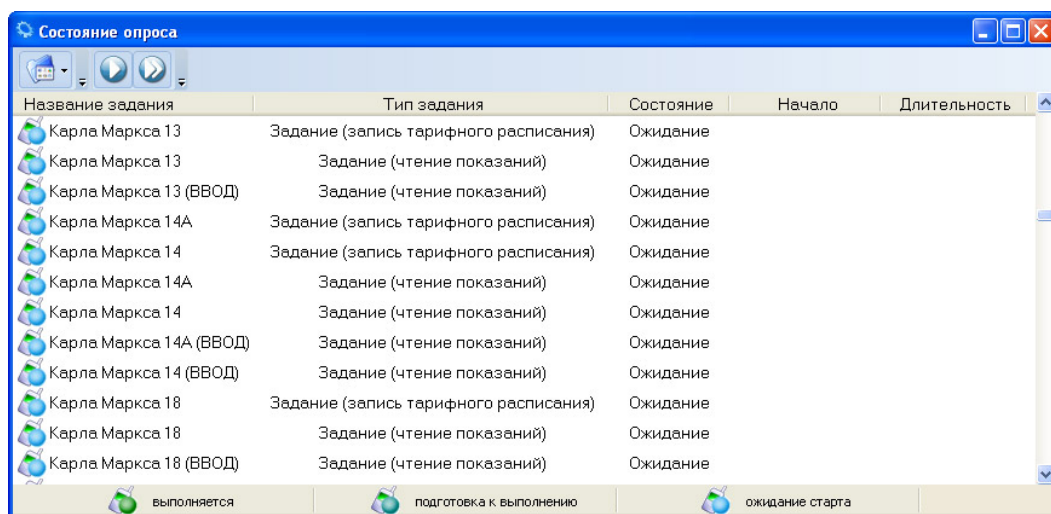 Состояние опроса
Название задания Тип задания Состояние Начало Длительность
Карла Маркса 13 Задание (запись тарифного расписания) Ожидание
Карла Маркса 13 Задание (чтение показаний) Ожидание
Карла Маркса 13 (ВВОД) Задание (чтение показаний) Ожидание
Карла Маркса 14А Задание (запись тарифного расписания) Ожидание
Карла Маркса 14 Задание (запись тарифного расписания) Ожидание
Карла Маркса 14А Задание (чтение показаний) Ожидание
Карла Маркса 14 Задание (чтение показаний) Ожидание
Карла Маркса 14А (ВВОД) Задание (чтение показаний) Ожидание
Карла Маркса 14 (ВВОД) Задание (чтение показаний) Ожидание
Карла Маркса 18 Задание (запись тарифного расписания) Ожидание
Карла Маркса 18 Задание (чтение показаний) Ожидание
Карла Маркса 18 (ВВОД) Задание (чтение показаний) Ожидание
выполняется подготовка к выполнению ожидание старта